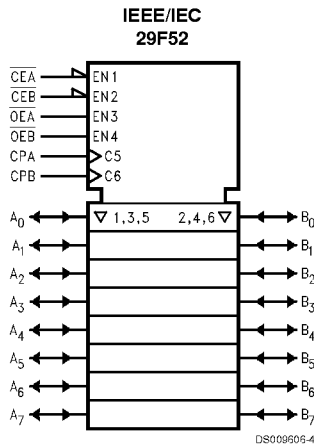 IEEE/IEC
29F52
CEA EN1
CEB EN2
OEA EN3
OEB EN4
CPA C5
CPB C6
A0 1,3,5 2,4,6 B0
A1 B1
A2 B2
A3 B3
A4 B4
A5 B5
A6 B6
A7 B7
DS009606-4